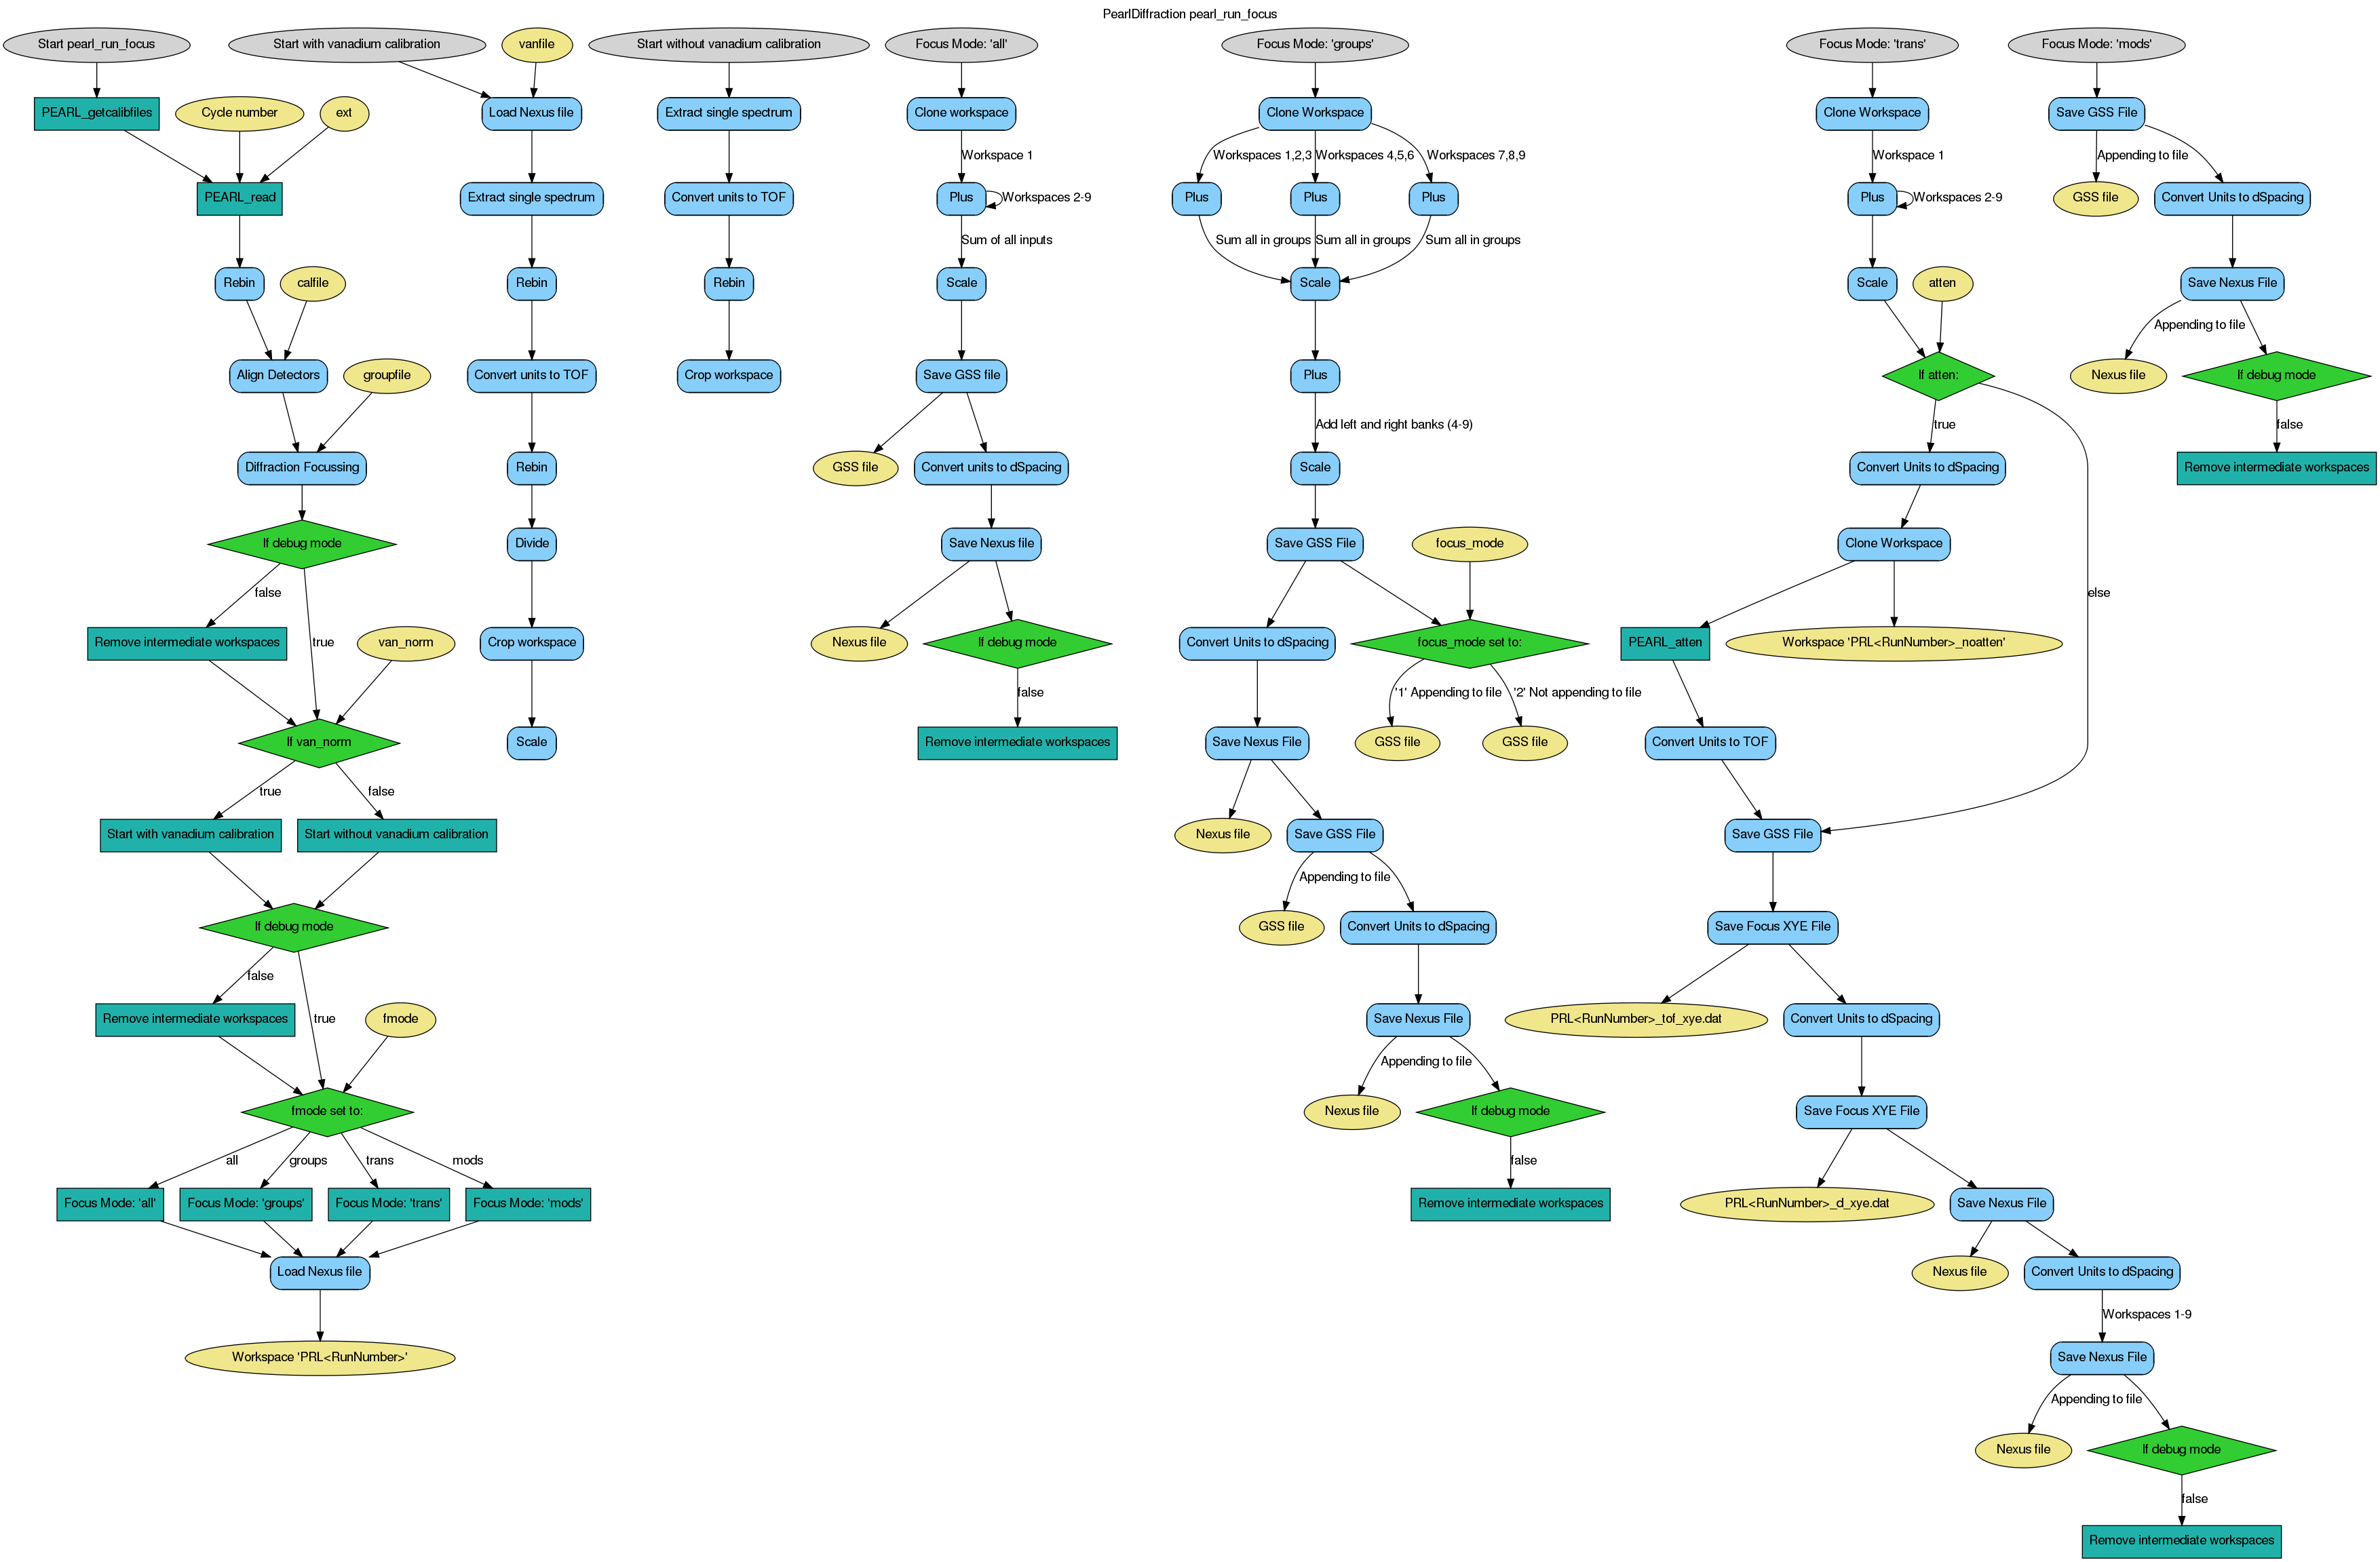 PearlDiffraction pearl_run_focus
Start pearl_run_focus
PEARL_getcalibfiles
Cycle number
ext
PEARL_read
Rebin
calfile
Align Detectors
groupfile
Diffraction Focussing
If debug mode
false
true
Remove intermediate workspaces
van_norm
If van_norm
true
false
Start with vanadium calibration
Start without vanadium calibration
If debug mode
false
true
Remove intermediate workspaces
fmode
fmode set to:
all
groups
trans
mods
Focus Mode: 'all'
Focus Mode: 'groups'
Focus Mode: 'trans'
Focus Mode: 'mods'
Load Nexus file
Workspace 'PRL<RunNumber>'
Start with vanadium calibration
vanfile
Load Nexus file
Extract single spectrum
Rebin
Convert units to TOF
Rebin
Divide
Crop workspace
Scale
Start without vanadium calibration
Extract single spectrum
Convert units to TOF
Rebin
Crop workspace
Focus Mode: 'all'
Clone workspace
Workspace 1
Plus
Workspaces 2-9
Sum of all inputs
Scale
Save GSS file
GSS file
Convert units to dSpacing
Save Nexus file
Nexus file
If debug mode
false
Remove intermediate workspaces
Focus Mode: 'groups'
Clone Workspace
Workspaces 1,2,3
Workspaces 4,5,6
Workspaces 7,8,9
Plus
Plus
Plus
Sum all in groups
Sum all in groups
Sum all in groups
Scale
Plus
Add left and right banks (4-9)
Scale
Save GSS File
focus_mode
Convert Units to dSpacing
focus_mode set to:
'1' Appending to file
'2' Not appending to file
Save Nexus File
GSS file
GSS file
Nexus file
Save GSS File
Appending to file
GSS file
Convert Units to dSpacing
Save Nexus File
Appending to file
Nexus file
If debug mode
false
Remove intermediate workspaces
Focus Mode: 'trans'
Clone Workspace
Workspace 1
Plus
Workspaces 2-9
Scale
atten
If atten:
true
else
Convert Units to dSpacing
Clone Workspace
PEARL_atten
Workspace 'PRL<RunNumber>_noatten'
Convert Units to TOF
Save GSS File
Save Focus XYE File
PRL<RunNumber>_tof_xye.dat
Convert Units to dSpacing
Save Focus XYE File
PRL<RunNumber>_d_xye.dat
Save Nexus File
Nexus file
Convert Units to dSpacing
Workspaces 1-9
Save Nexus File
Appending to file
Nexus file
If debug mode
false
Remove intermediate workspaces
Focus Mode: 'mods'
Save GSS File
Appending to file
GSS file
Convert Units to dSpacing
Save Nexus File
Appending to file
Nexus file
If debug mode
false
Remove intermediate workspaces